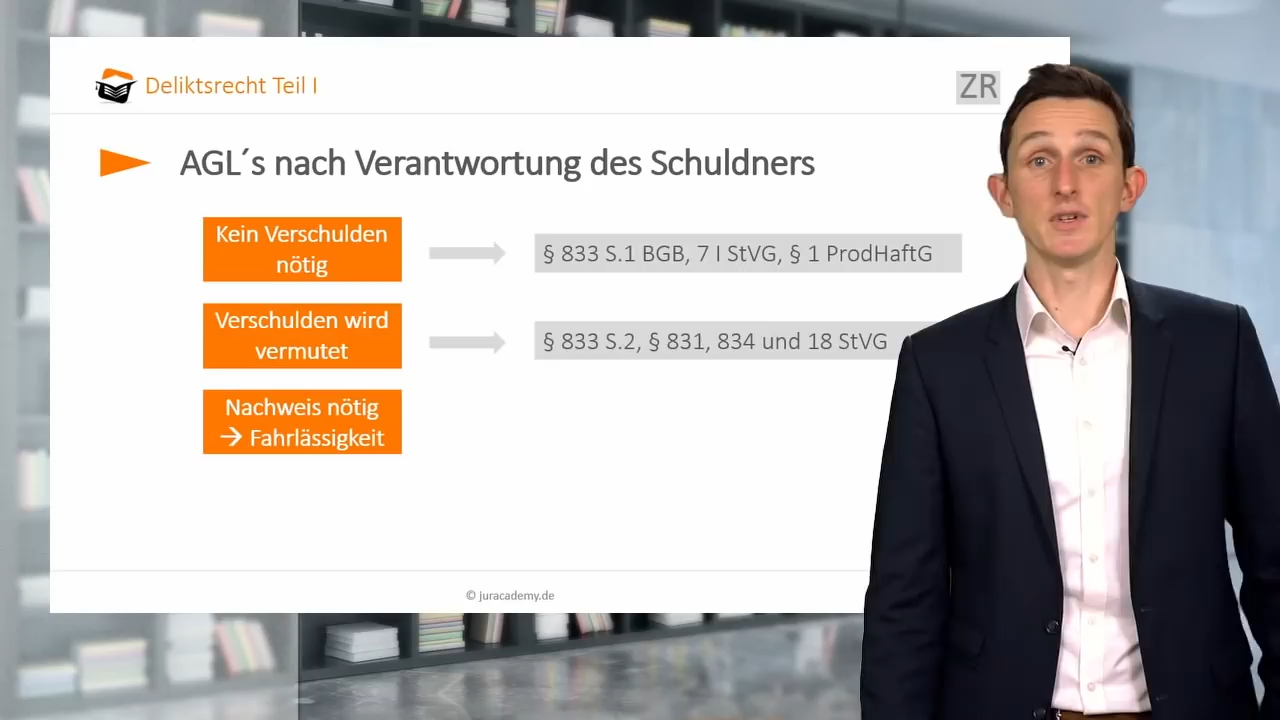 Deliktsrecht Teil I
ZR
AGL´s nach Verantwortung des Schuldners
Kein Verschulden
nötig
§ 833 S.1 BGB, 7 I StVG, § 1 ProdHaftG
Verschulden wird
vermutet
§ 833 S.2, § 831, 834 und 18 StVG
Nachweis nötig
→ Fahrlässigkeit
© juracademy.de